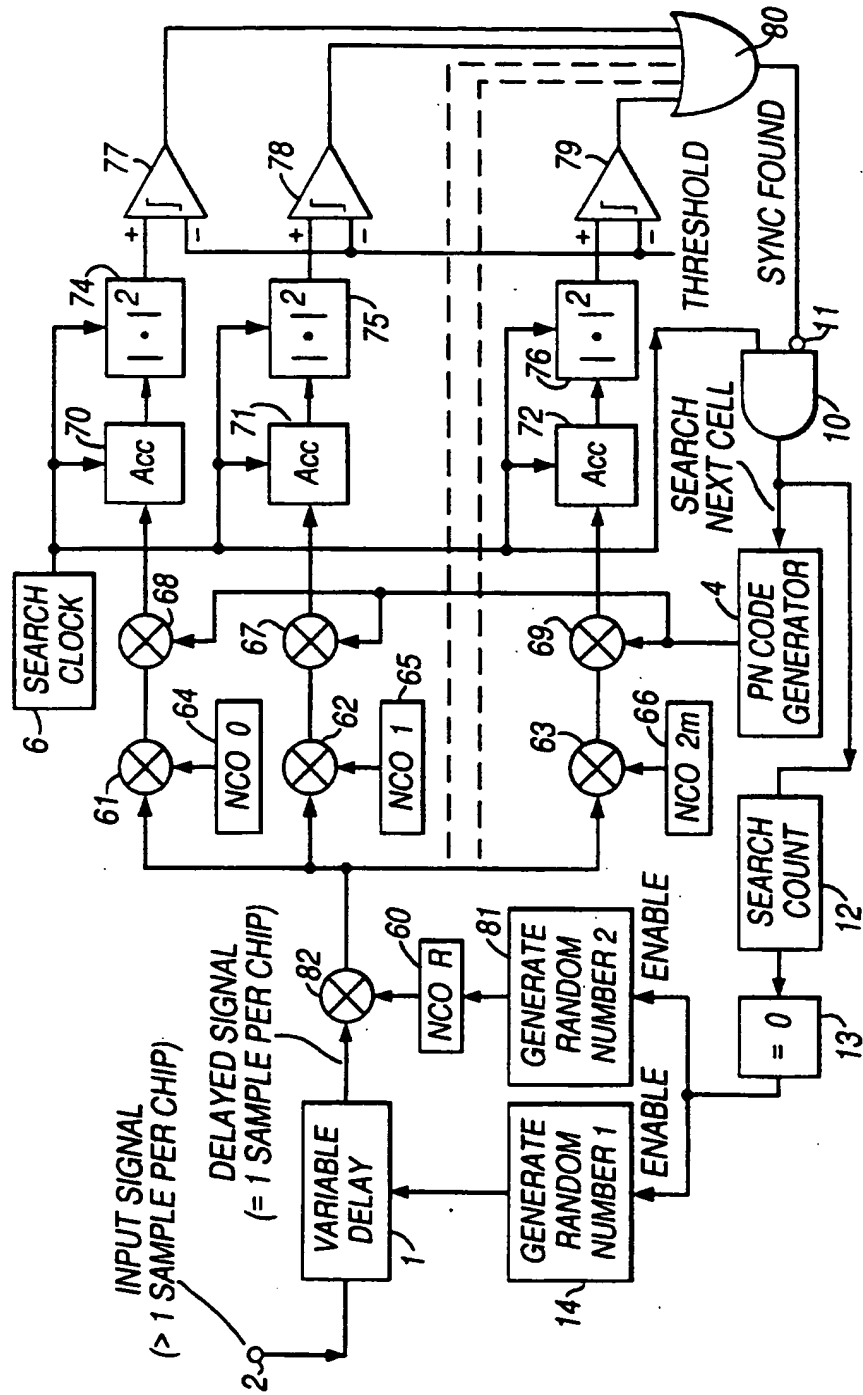 INPUT SIGNAL
(> 1 SAMPLE PER CHIP)
2
VARIABLE
DELAY
1
DELAYED SIGNAL
(= 1 SAMPLE PER CHIP)
82
NCO R
60
GENERATE
RANDOM
NUMBER 1
14
GENERATE
RANDOM
NUMBER 2
81
ENABLE
ENABLE
= 0
13
SEARCH
COUNT
12
SEARCH
CLOCK
6
61
NCO 0
64
68
62
NCO 1
65
67
63
NCO 2m
66
69
PN CODE
GENERATOR
4
Acc
70
Acc
71
Acc
72
| • |²
74
| • |²
75
| • |²
76
+
-
77
+
-
78
+
-
79
THRESHOLD
SEARCH
NEXT CELL
10
11
SYNC FOUND
80